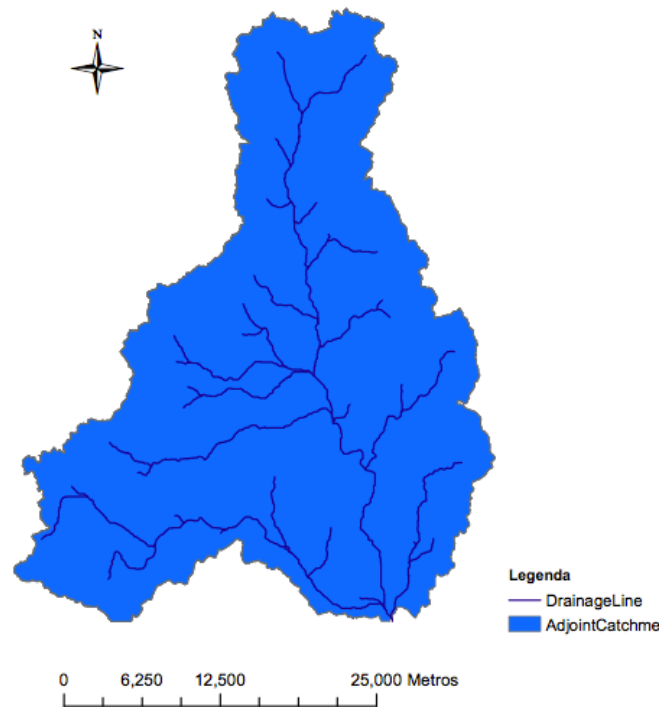 N
Legenda
DrainageLine
AdjointCatchme
0 6,250 12,500 25,000 Metros